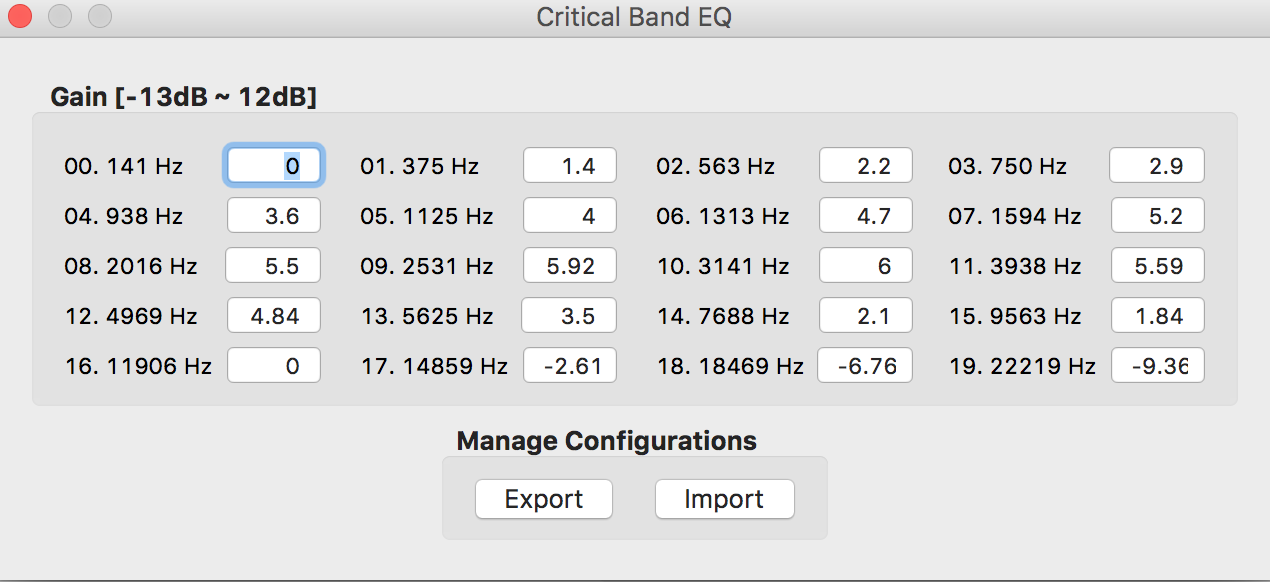 Critical Band EQ
Gain [-13dB ~ 12dB]
00. 141 Hz 0 01. 375 Hz 1.4 02. 563 Hz 2.2 03. 750 Hz 2.9
04. 938 Hz 3.6 05. 1125 Hz 4 06. 1313 Hz 4.7 07. 1594 Hz 5.2
08. 2016 Hz 5.5 09. 2531 Hz 5.92 10. 3141 Hz 6 11. 3938 Hz 5.59
12. 4969 Hz 4.84 13. 5625 Hz 3.5 14. 7688 Hz 2.1 15. 9563 Hz 1.84
16. 11906 Hz 0 17. 14859 Hz -2.61 18. 18469 Hz -6.76 19. 22219 Hz -9.36
Manage Configurations
Export Import